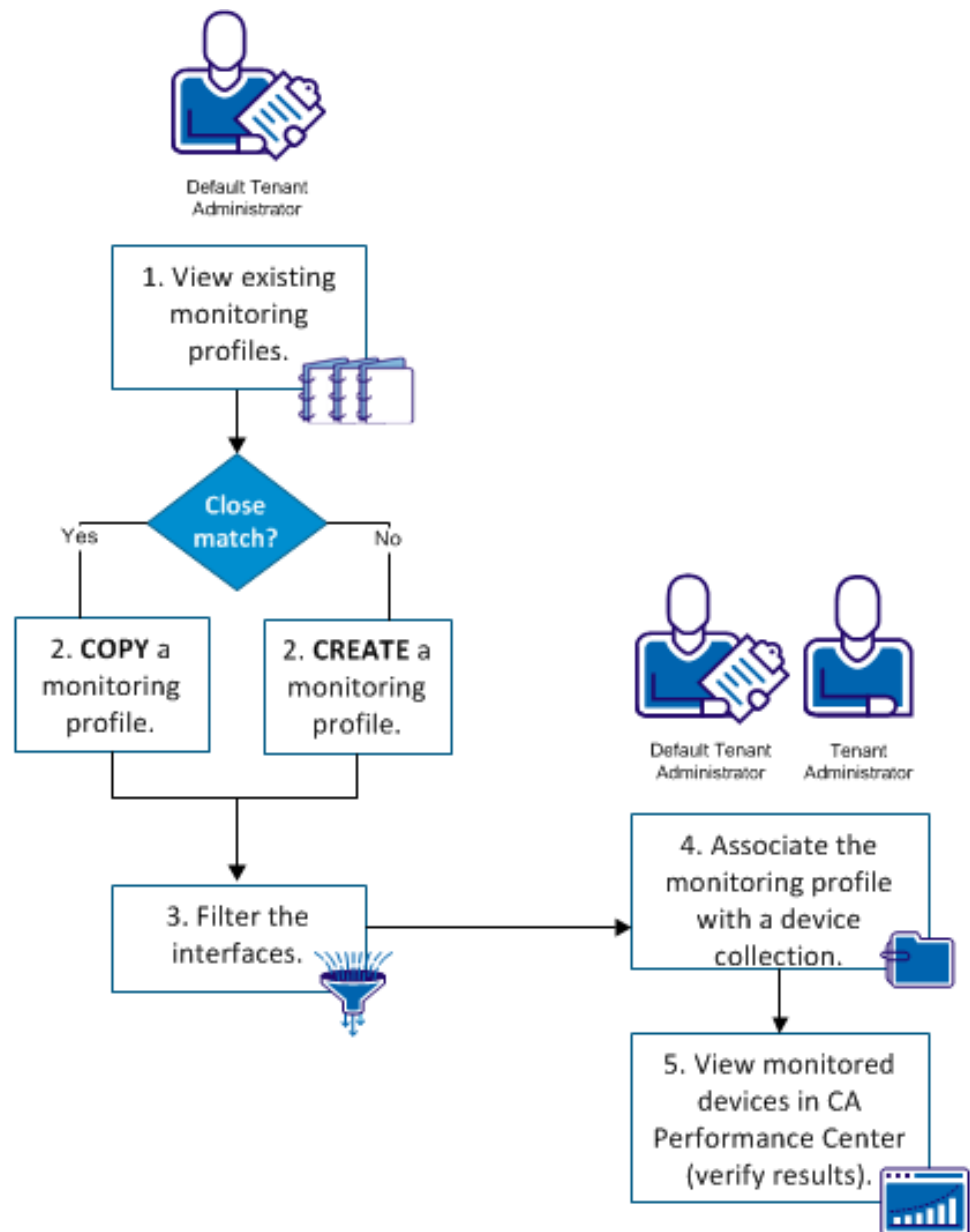 Default Tenant
Administrator
1. View existing
monitoring
profiles.
Close
match?
Yes
No
2. COPY a
monitoring
profile.
2. CREATE a
monitoring
profile.
3. Filter the
interfaces.
Default Tenant
Administrator
Tenant
Administrator
4. Associate the
monitoring profile
with a device
collection.
5. View monitored
devices in CA
Performance Center
(verify results).